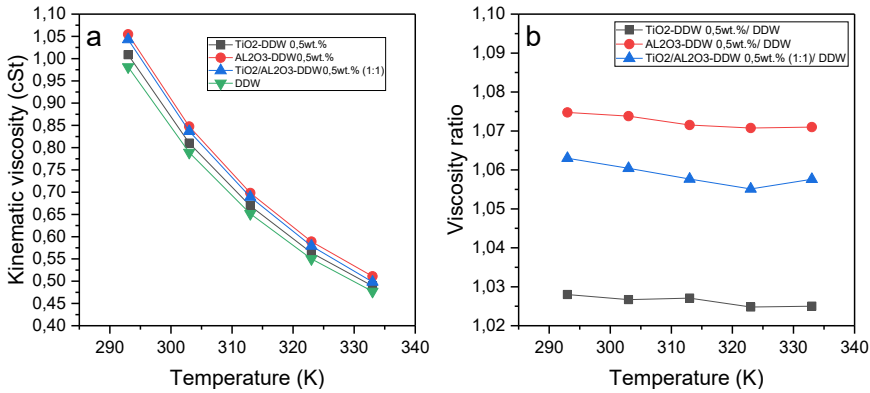 a
TiO2-DDW 0,5wt.%
AL2O3-DDW0,5wt.%
TiO2/AL2O3-DDW0,5wt.% (1:1)
DDW
Kinematic viscosity (cSt)
1,10
1,05
1,00
0,95
0,90
0,85
0,80
0,75
0,70
0,65
0,60
0,55
0,50
0,45
0,40
290 300 310 320 330 340
Temperature (K)
b
TiO2-DDW 0,5wt.%/ DDW
AL2O3-DDW 0,5wt.%/ DDW
TiO2/AL2O3-DDW 0,5wt.% (1:1)/ DDW
Viscosity ratio
1,10
1,09
1,08
1,07
1,06
1,05
1,04
1,03
1,02
290 300 310 320 330 340
Temperature (K)